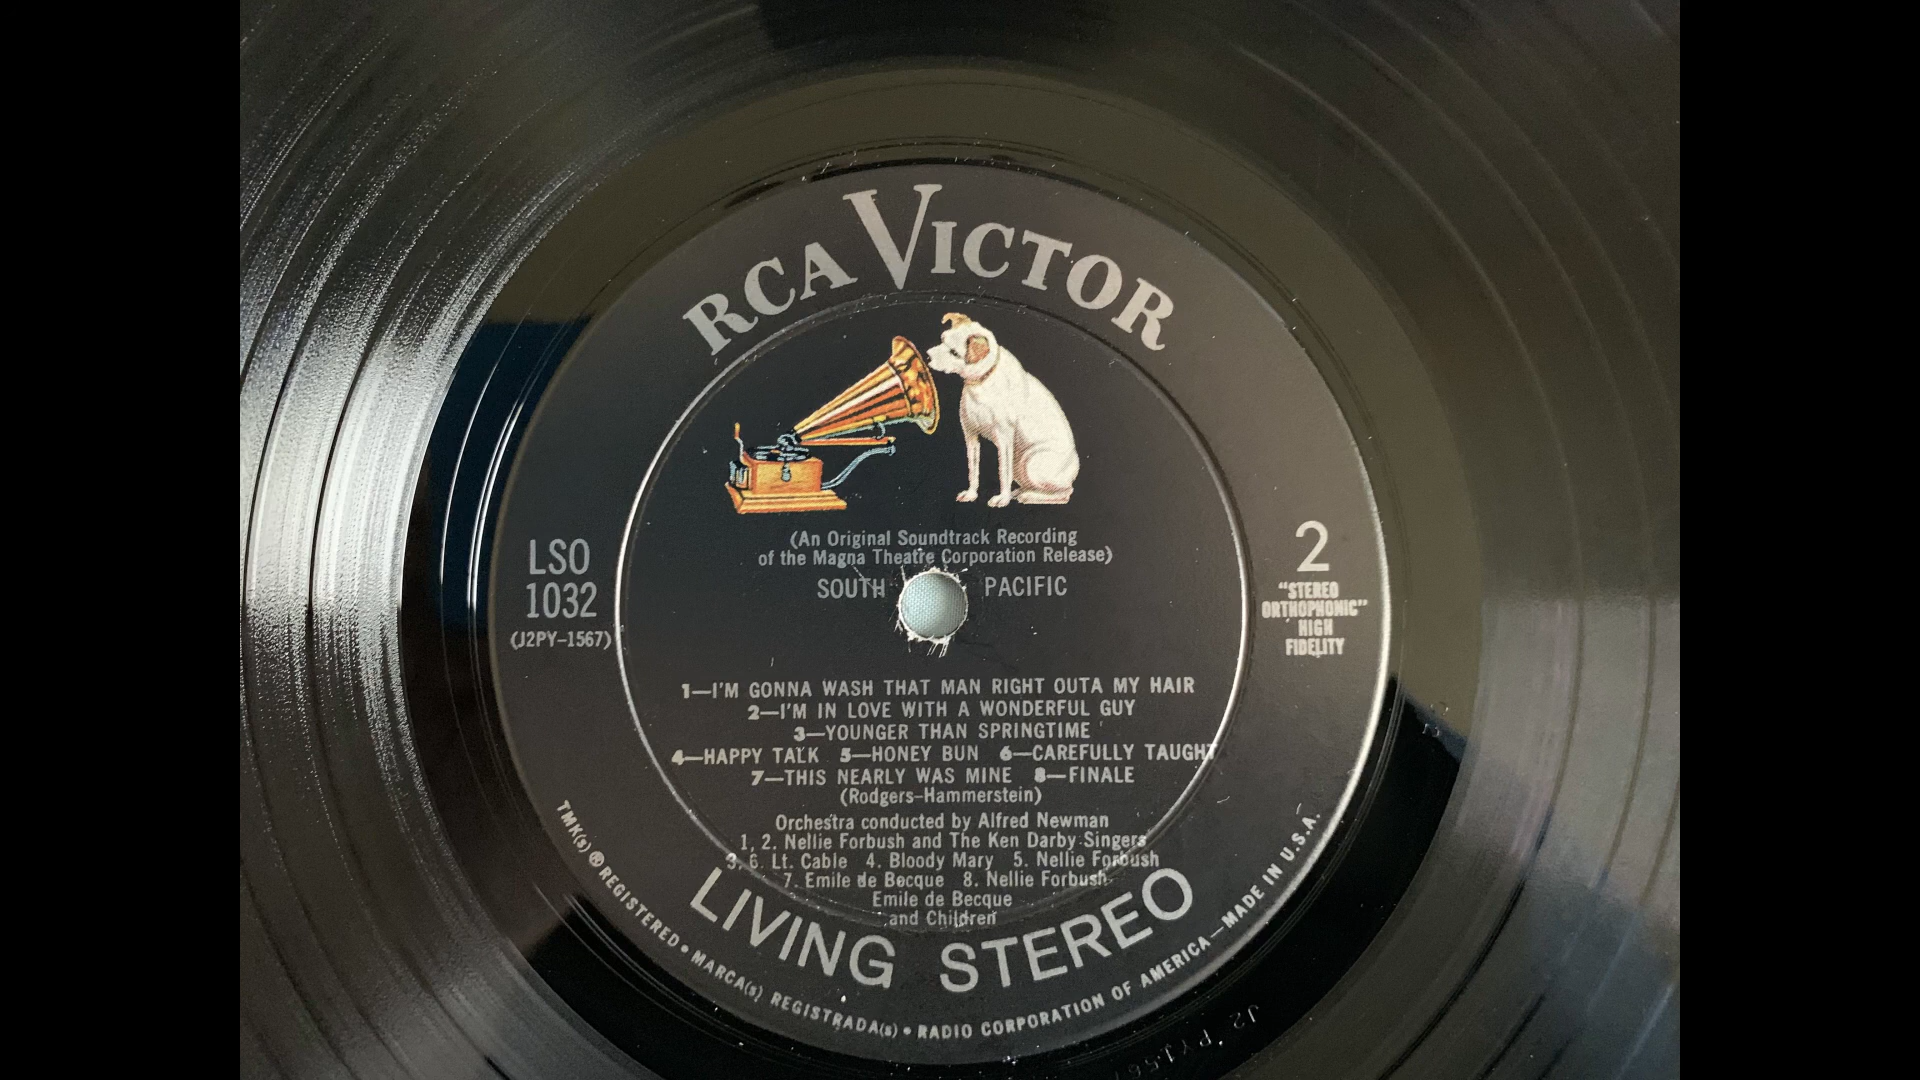 RCA VICTOR
(An Original Soundtrack Recording
of the Magna Theatre Corporation Release)
SOUTH PACIFIC
LSO
1032
(J2PY-1567)
2
"STEREO
ORTHOPHONIC"
HIGH
FIDELITY
1—I'M GONNA WASH THAT MAN RIGHT OUTA MY HAIR
2—I'M IN LOVE WITH A WONDERFUL GUY
3—YOUNGER THAN SPRINGTIME
4—HAPPY TALK 5—HONEY BUN 6—CAREFULLY TAUGHT
7—THIS NEARLY WAS MINE 8—FINALE
(Rodgers-Hammerstein)
Orchestra conducted by Alfred Newman
1, 2. Nellie Forbush and The Ken Darby Singers
3, 6. Lt. Cable 4. Bloody Mary 5. Nellie Forbush
7. Emile de Becque 8. Nellie Forbush
Emile de Becque
and Children
LIVING STEREO
TMK(s) ® REGISTERED • MARCA(s) REGISTRADA(s) • RADIO CORPORATION OF AMERICA—MADE IN U.S.A.